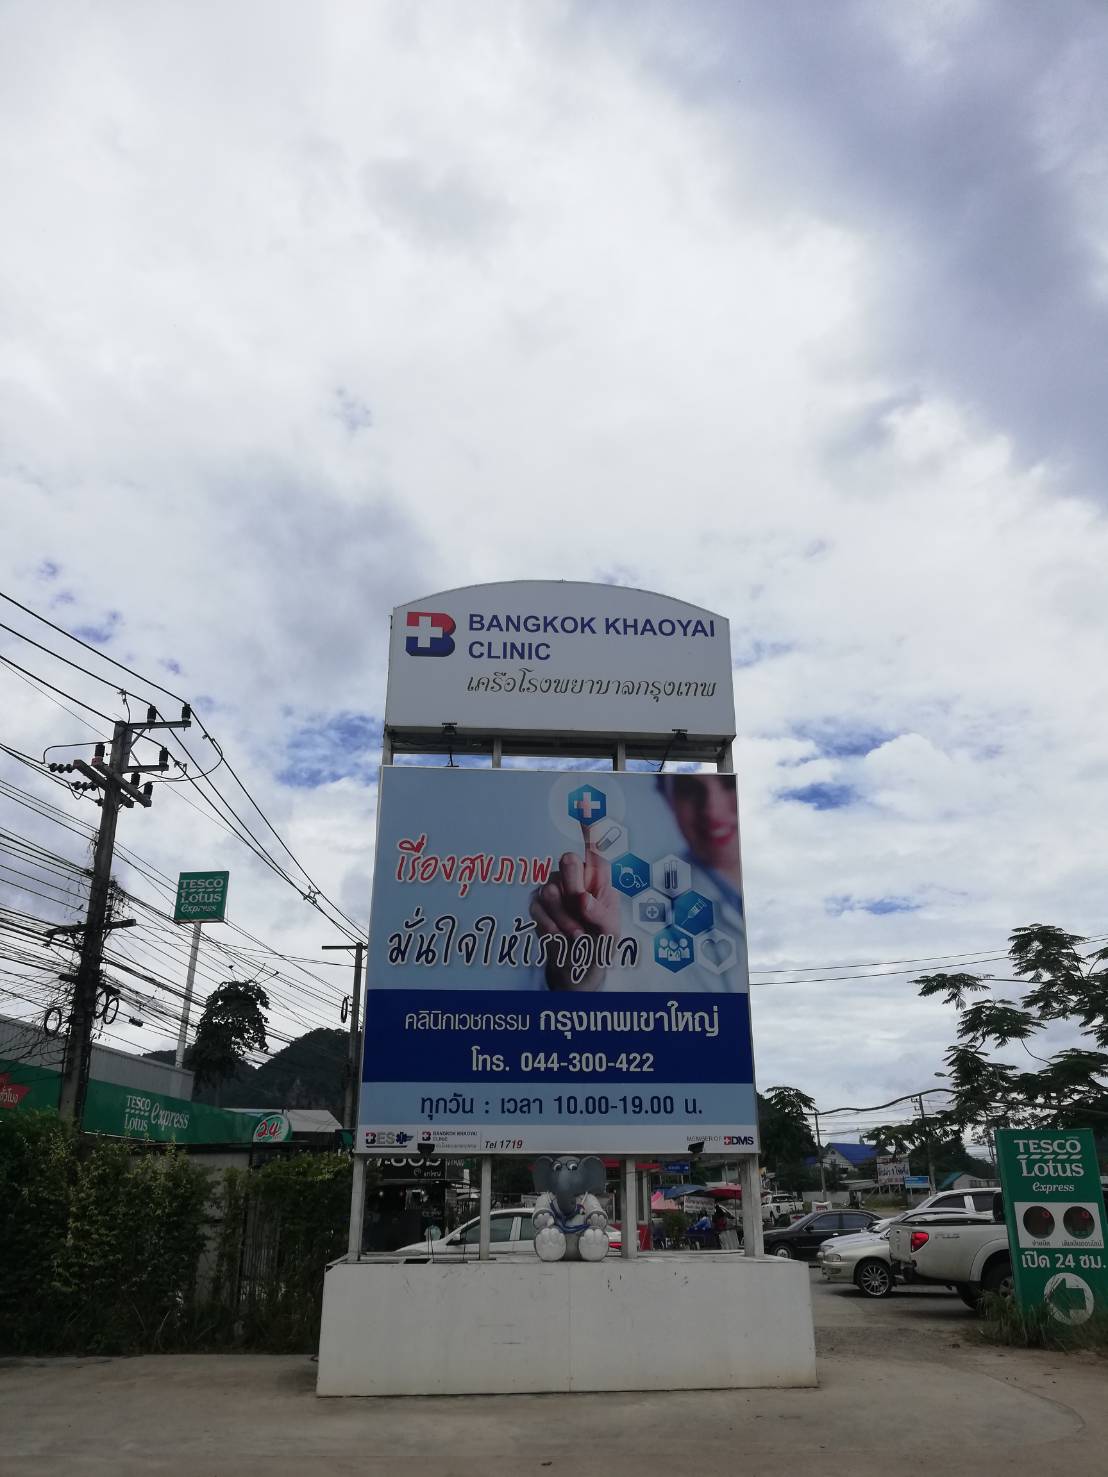 BANGKOK KHAOYAI
CLINIC
เครือโรงพยาบาลกรุงเทพ
เรื่องสุขภาพ
มั่นใจให้เราดูแล
คลินิกเวชกรรม กรุงเทพเขาใหญ่
โทร. 044-300-422
ทุกวัน : เวลา 10.00-19.00 น.
BES
BANGKOK KHAOYAI
CLINIC
Tel 1719
MEMBER OF BDMS
TESCO
Lotus
express
TESCO
Lotus
express
24
TESCO
Lotus
express
เปิด 24 ชม.